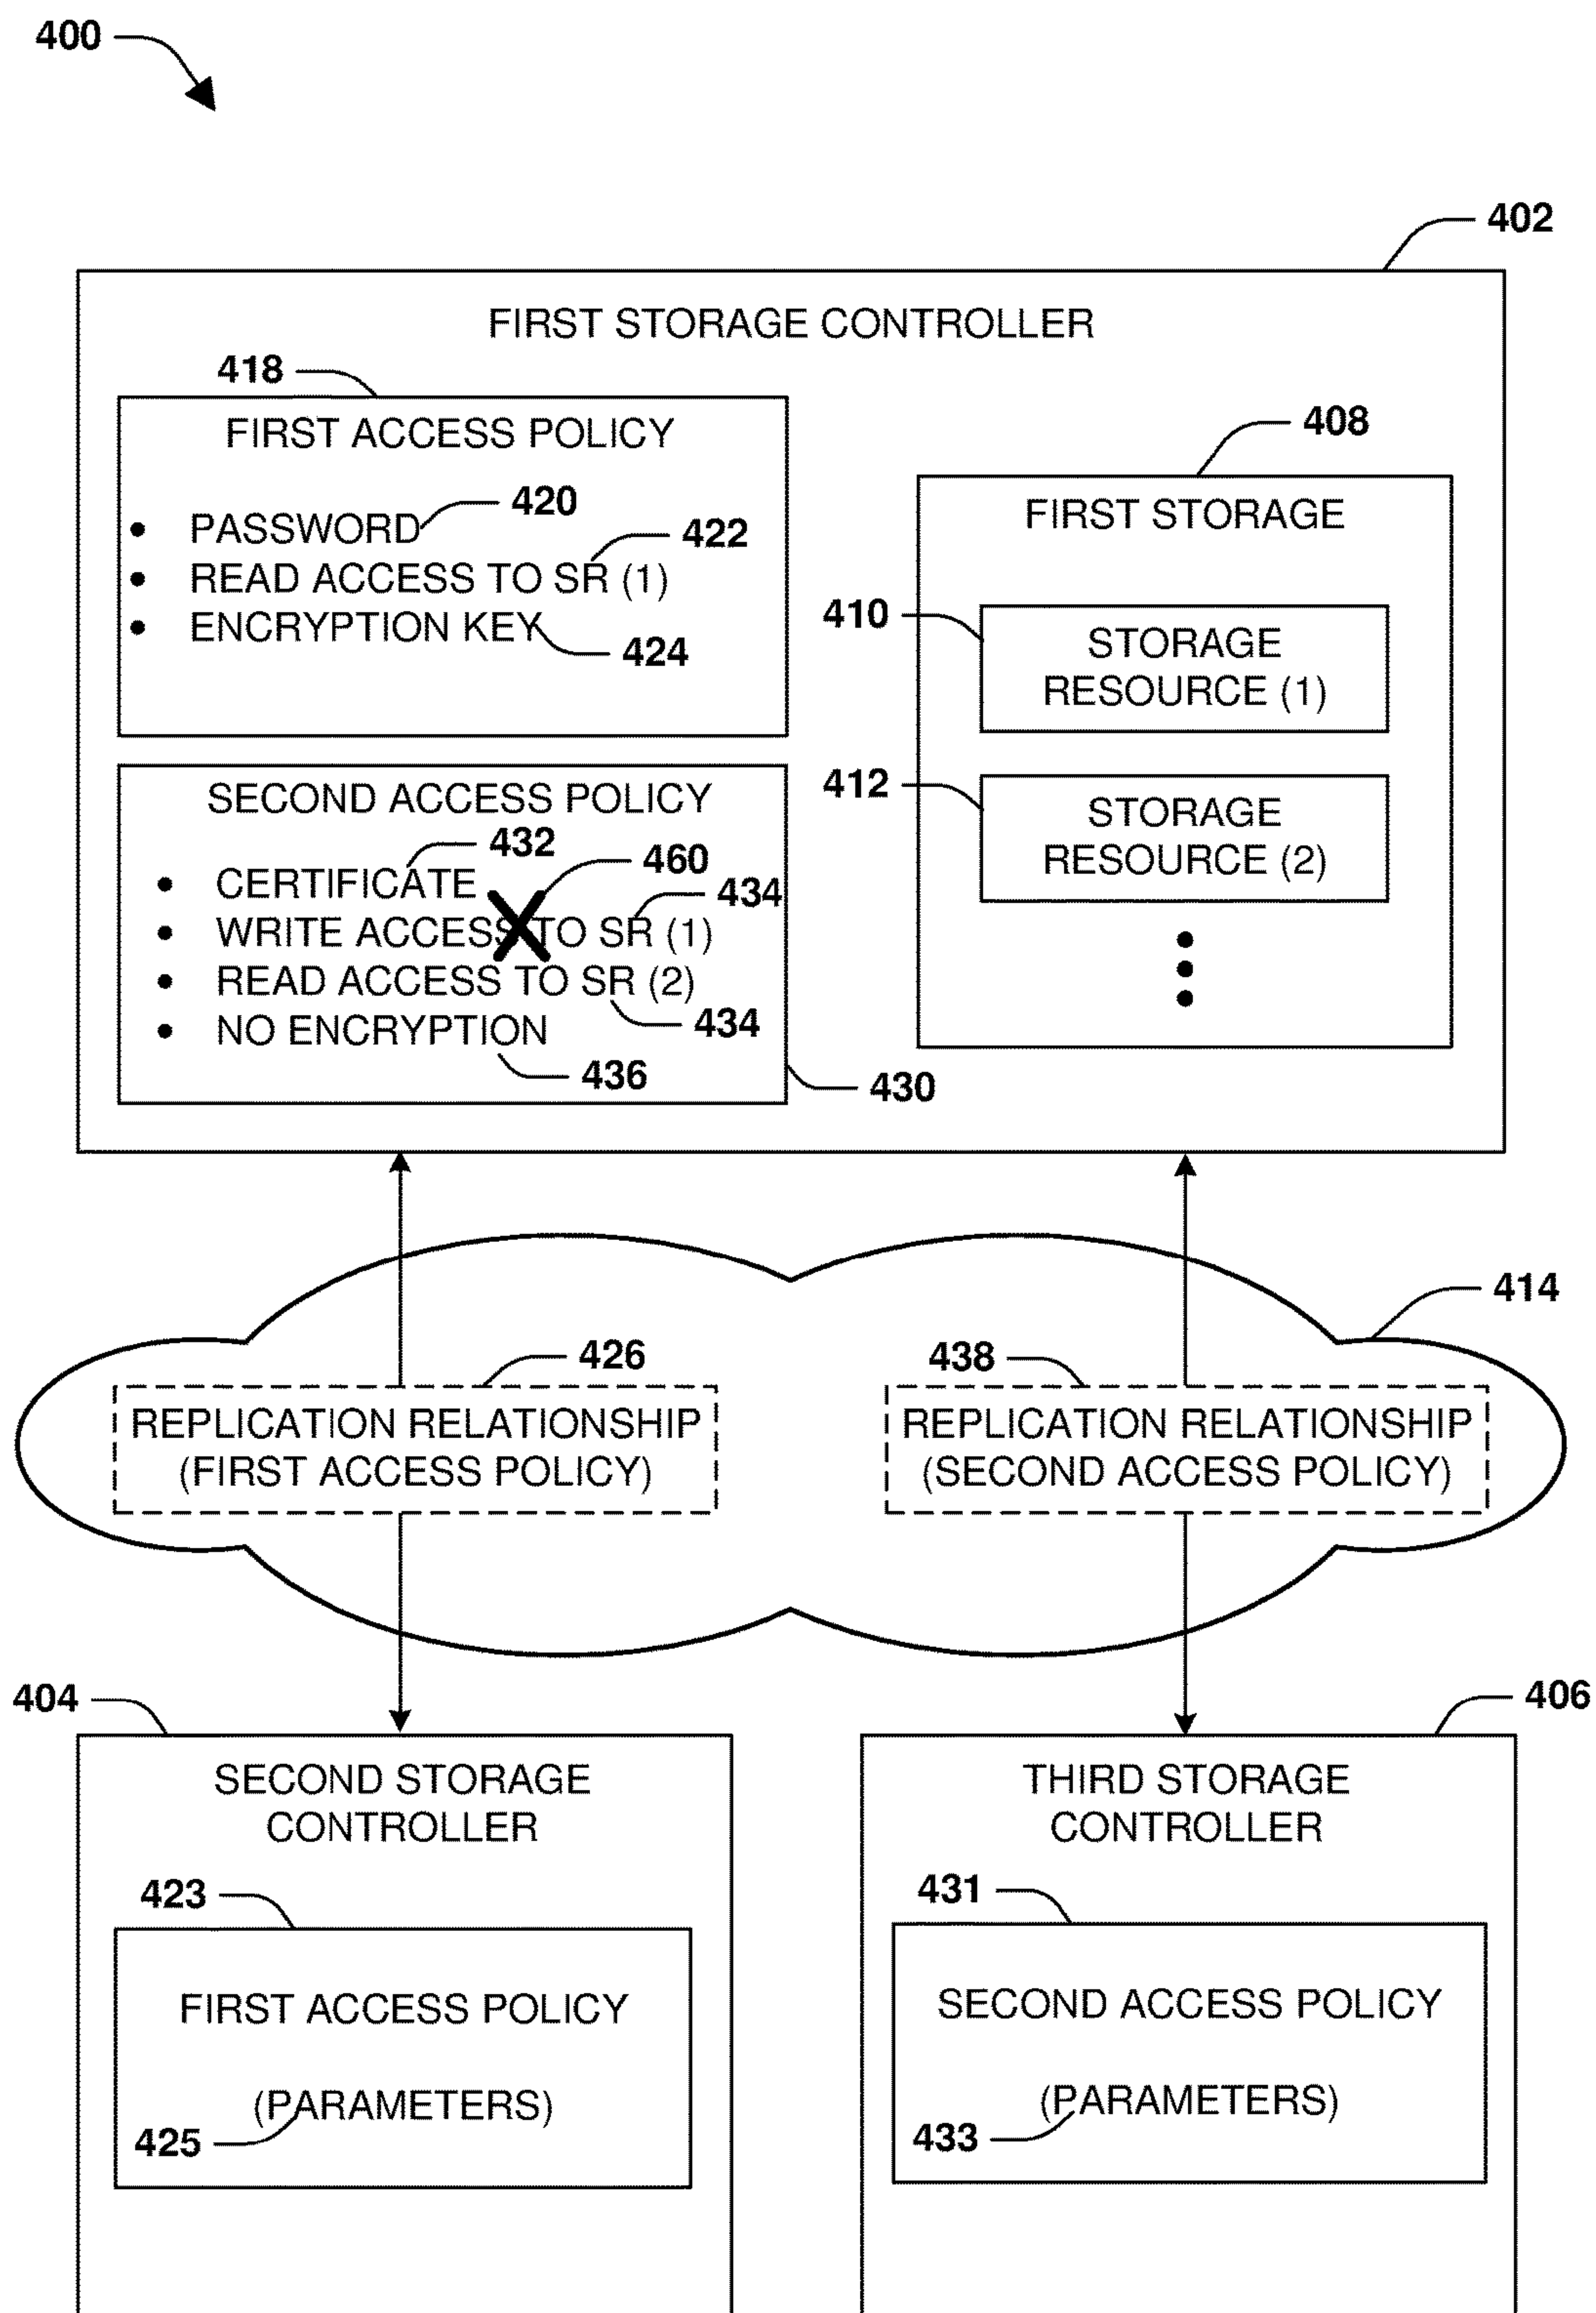 400
402
FIRST STORAGE CONTROLLER
418
FIRST ACCESS POLICY
420
• PASSWORD
422
• READ ACCESS TO SR (1)
• ENCRYPTION KEY
424
408
FIRST STORAGE
410
STORAGE
RESOURCE (1)
412
STORAGE
RESOURCE (2)
SECOND ACCESS POLICY
432
460
• CERTIFICATE
434
• WRITE ACCESS TO SR (1)
• READ ACCESS TO SR (2)
434
• NO ENCRYPTION
436
430
414
426
REPLICATION RELATIONSHIP
(FIRST ACCESS POLICY)
438
REPLICATION RELATIONSHIP
(SECOND ACCESS POLICY)
404
SECOND STORAGE
CONTROLLER
423
FIRST ACCESS POLICY
(PARAMETERS)
425
406
THIRD STORAGE
CONTROLLER
431
SECOND ACCESS POLICY
(PARAMETERS)
433